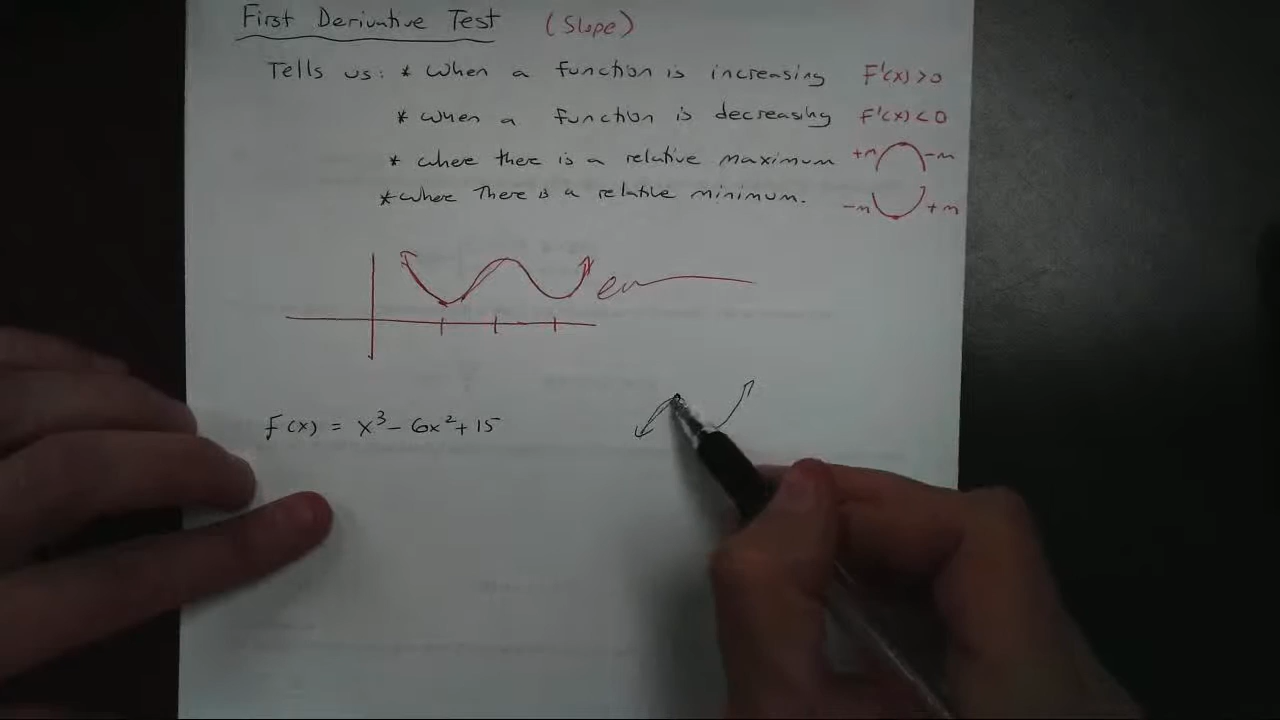 First Derivative Test (Slope)
Tells us: * When a function is increasing F'(x) > 0
* when a function is decreasing F'(x) < 0
* where there is a relative maximum +m -m
* where There is a relative minimum. -m +m
f(x) = x³ - 6x² + 15